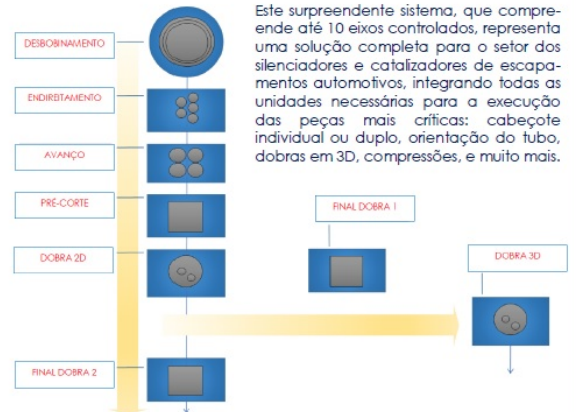 Este surpreendente sistema, que compre-
ende até 10 eixos controlados, representa
uma solução completa para o setor dos
silenciadores e catalizadores de escapa-
mentos automotivos, integrando todas as
unidades necessárias para a execução
das peças mais críticas: cabeçote
individual ou duplo, orientação do tubo,
dobras em 3D, compressões, e muito mais.
DESBOBINAMENTO
ENDIREITAMENTO
AVANÇO
PRÉ-CORTE
DOBRA 2D
FINAL DOBRA 1
DOBRA 3D
FINAL DOBRA 2